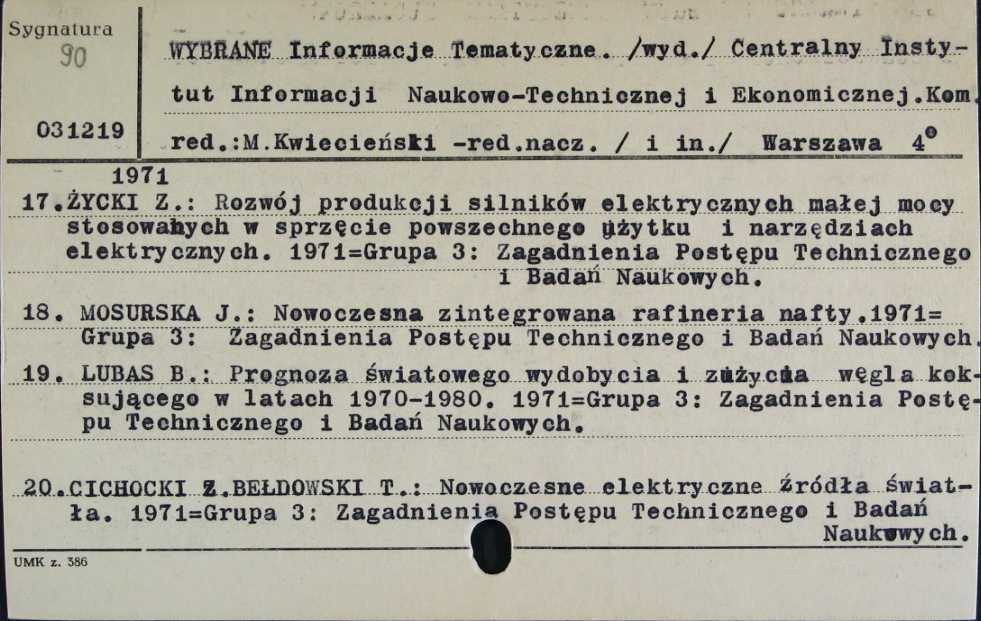 Sygnatura
90
WYBRANE Informacje Tematyczne. /wyd./ Centralny Insty-
tut Informacji Naukowo-Technicznej i Ekonomicznej.Kom.
031219
red.:M.Kwieciański -red.nacz. / i in./ Warszawa 4°
1971
17.ŻYCKI Z.: Rozwój produkcji silników elektrycznych małej mocy
stosowanych w sprzęcie powszechnego użytku i narzędziach
elektrycznych. 1971=Grupa 3: Zagadnienia Postępu Technicznego
i Badań Naukowych.
18. MOSURSKA J.: Nowoczesna zintegrowana rafineria nafty.1971=
Grupa 3: Zagadnienia Postępu Technicznego i Badań Naukowych.
19. LUBAS B.: Prognoza światowego wydobycia i zużycia węgla kok-
sującego w latach 1970-1980. 1971=Grupa 3: Zagadnienia Postę-
pu Technicznego i Badań Naukowych.
20.CICHOCKI Z.BEŁDOWSKI T.: Nowoczesne elektryczne źródła świat-
ła. 1971=Grupa 3: Zagadnienia Postępu Technicznego i Badań
Naukowych.
UMK z. 386